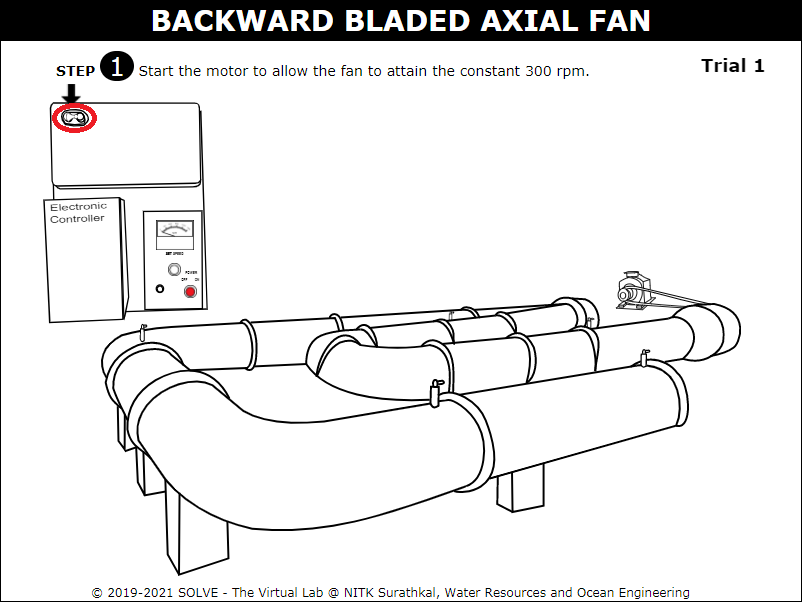 BACKWARD BLADED AXIAL FAN
STEP 1 Start the motor to allow the fan to attain the constant 300 rpm.
Trial 1
Electronic
Controller
SET SPEED
POWER
OFF ON
© 2019-2021 SOLVE - The Virtual Lab @ NITK Surathkal, Water Resources and Ocean Engineering